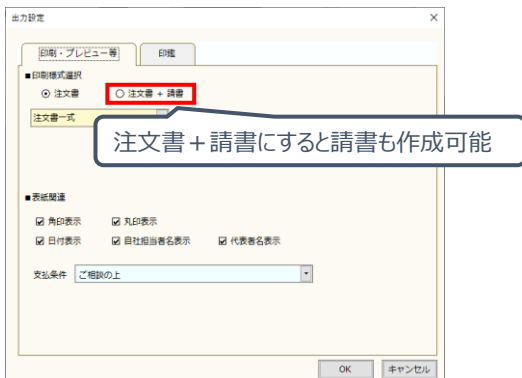 出力設定
印刷・プレビュー等 印鑑
■印刷様式選択
注文書 注文書 + 請書
注文書一式
注文書＋請書にすると請書も作成可能
■表紙関連
角印表示 丸印表示
日付表示 自社担当者名表示 代表者名表示
支払条件 ご相談の上
OK キャンセル